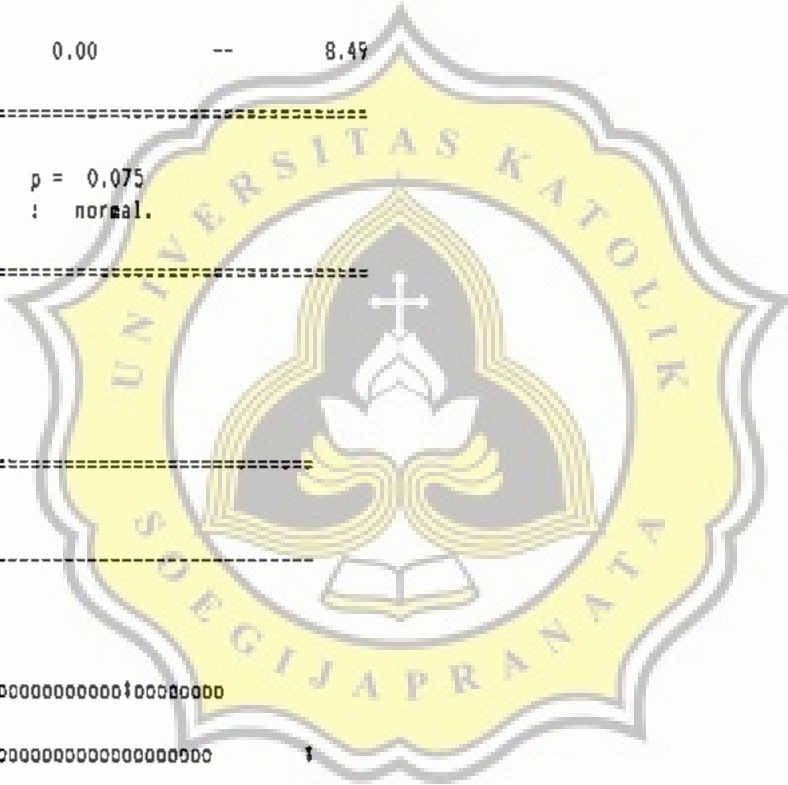 0.00 -- 8.49
UNIVERSITAS KATOLIK
p = 0.075
: normal.
SOEGIJAPRANATA